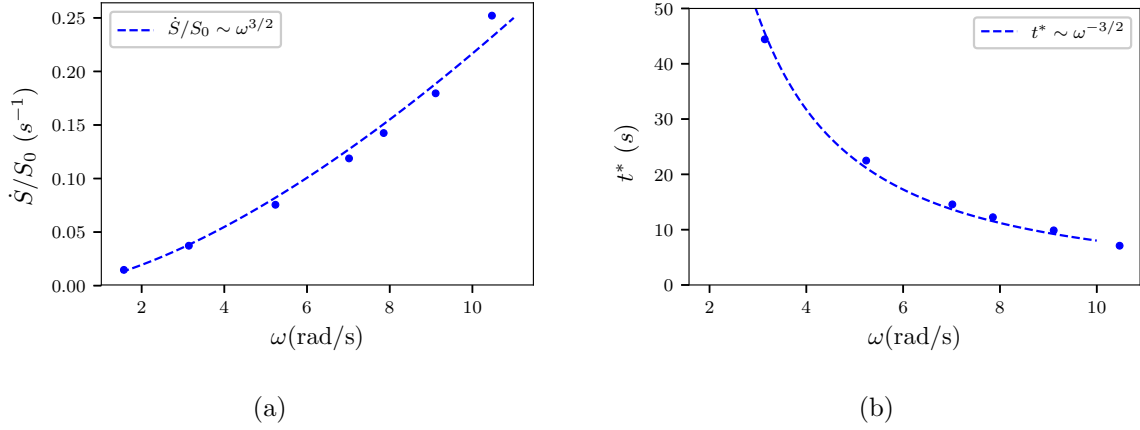 0.25
0.20
0.15
0.10
0.05
0.00
Ṡ/S₀ (s⁻¹)
Ṡ/S₀ ∼ ω^{3/2}
2 4 6 8 10
ω(rad/s)
(a)
50
40
30
20
10
0
t* (s)
t* ∼ ω^{−3/2}
2 4 6 8 10
ω(rad/s)
(b)